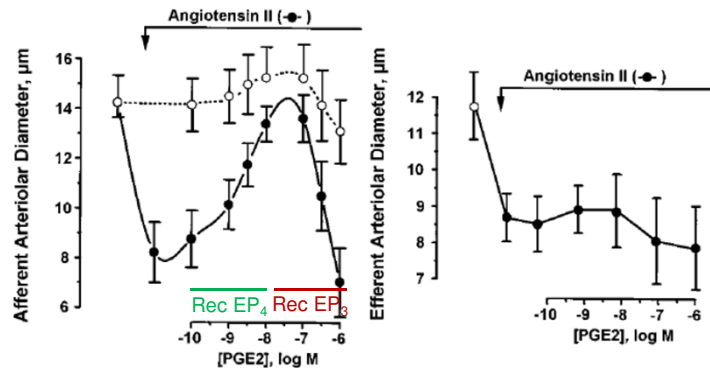 Angiotensin II ( )
Afferent Arteriolar Diameter, μm
16
14
12
10
8
6
Rec EP4 Rec EP3
-10 -9 -8 -7 -6
[PGE2], log M
Angiotensin II ( )
Efferent Arteriolar Diameter, μm
12
11
10
9
8
7
-10 -9 -8 -7 -6
[PGE2], log M